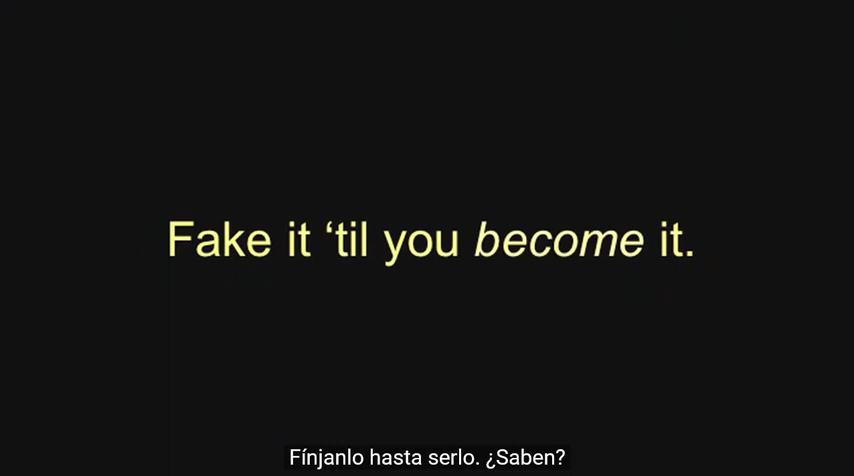 Fake it ‘til you become it.
Fínjanlo hasta serlo. ¿Saben?